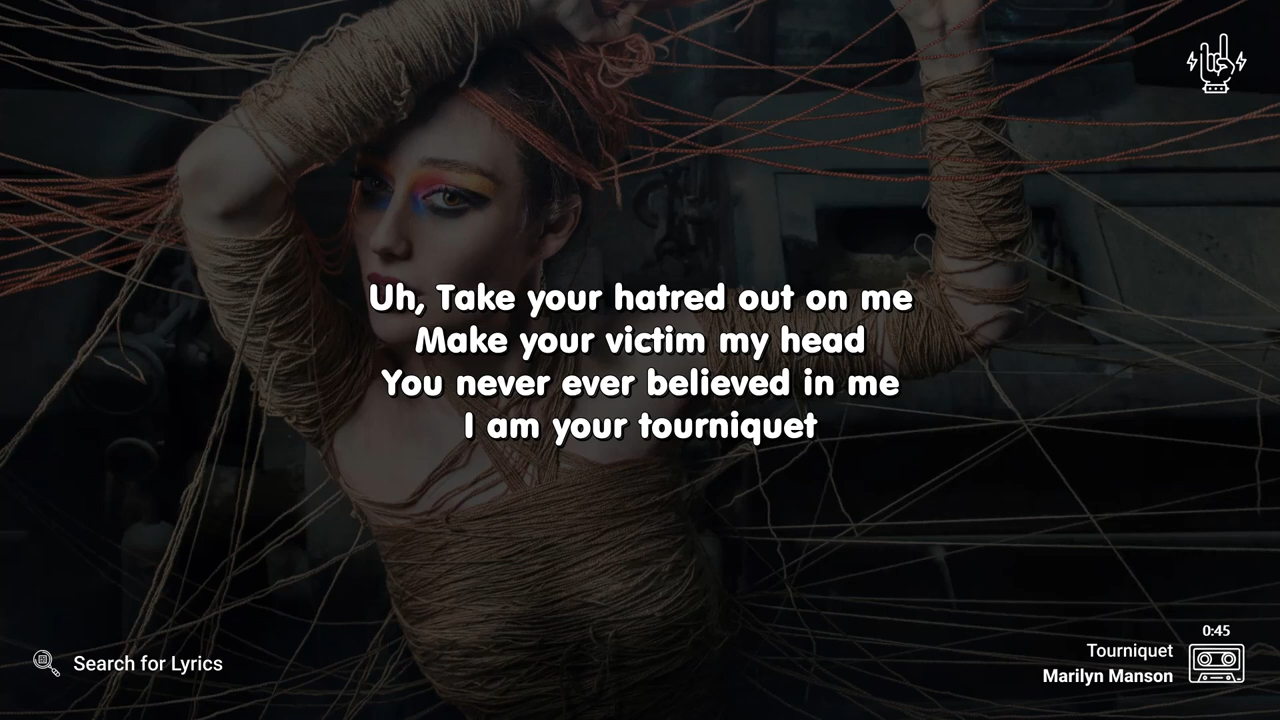 Uh, Take your hatred out on me
Make your victim my head
You never ever believed in me
I am your tourniquet
0:45
Tourniquet
Marilyn Manson
Search for Lyrics